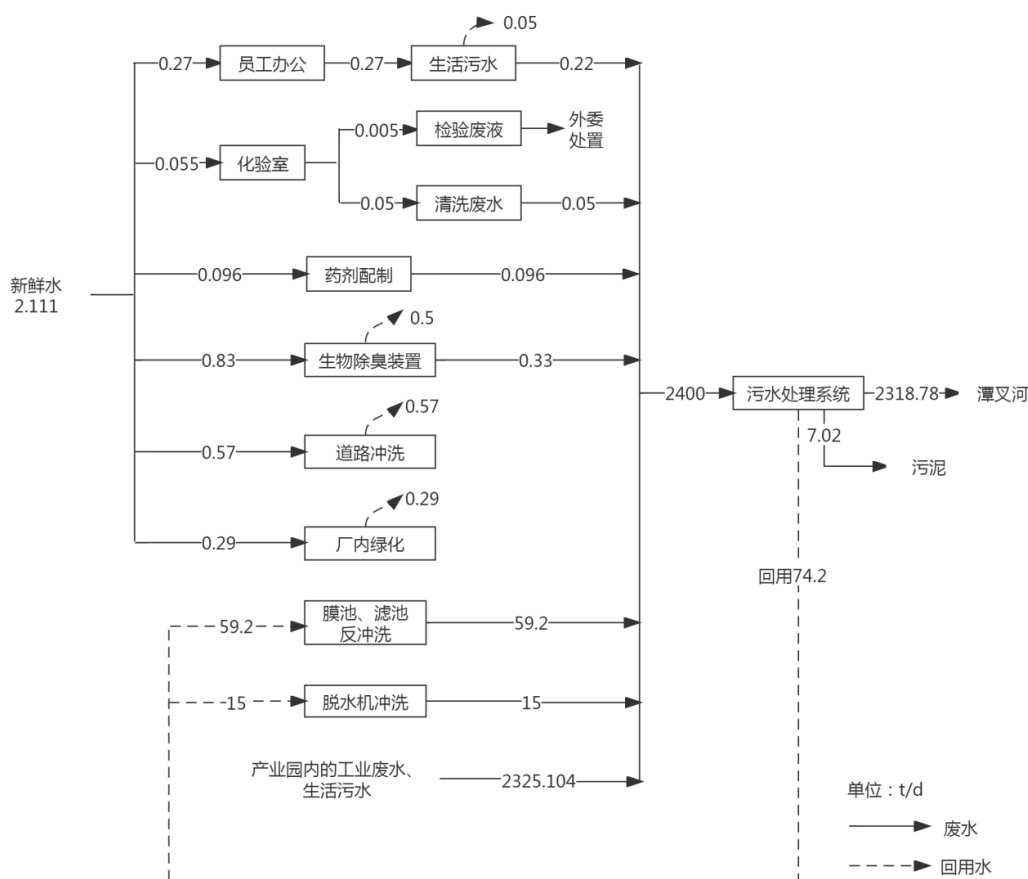 0.05
0.27
员工办公
0.27
生活污水
0.22
0.005
检验废液
外委
处置
0.055
化验室
0.05
清洗废水
0.05
新鲜水
2.111
0.096
药剂配制
0.096
0.5
0.83
生物除臭装置
0.33
2400
污水处理系统
2318.78
潭叉河
7.02
污泥
0.57
0.57
道路冲洗
0.29
0.29
厂内绿化
回用74.2
59.2
膜池、滤池
反冲洗
59.2
15
脱水机冲洗
15
产业园内的工业废水、
生活污水
2325.104
单位：t/d
废水
回用水